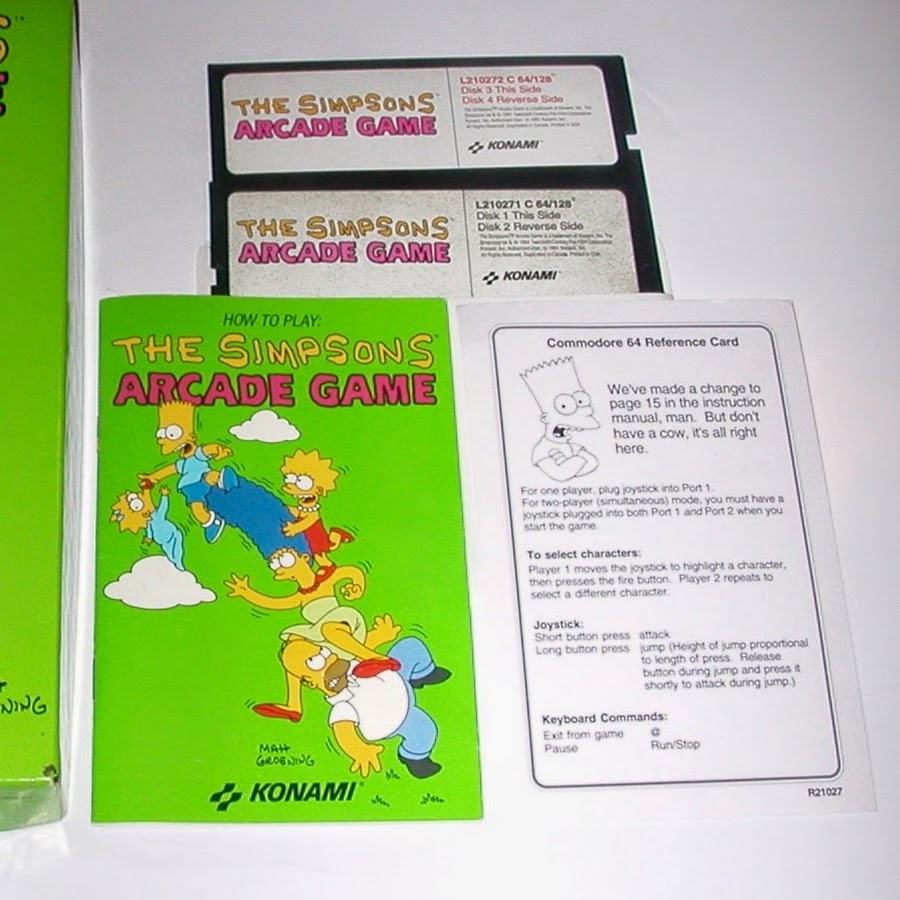 THE SIMPSONS™
ARCADE GAME
L210272 C 64/128
Disk 3 This Side
Disk 4 Reverse Side
KONAMI
THE SIMPSONS™
ARCADE GAME
L210271 C 64/128
Disk 1 This Side
Disk 2 Reverse Side
KONAMI
HOW TO PLAY:
THE SIMPSONS™
ARCADE GAME
MATT
GROENING
KONAMI®
Commodore 64 Reference Card
We've made a change to
page 15 in the instruction
manual, man. But don't
have a cow, it's all right
here.
For one player, plug joystick into Port 1.
For two-player (simultaneous) mode, you must have a
joystick plugged into both Port 1 and Port 2 when you
start the game.
To select characters:
Player 1 moves the joystick to highlight a character,
then presses the fire button. Player 2 repeats to
select a different character.
Joystick:
Short button press attack
Long button press jump (Height of jump proportional
to length of press. Release
button during jump and press it
shortly to attack during jump.)
Keyboard Commands:
Exit from game @
Pause Run/Stop
R21027
NING